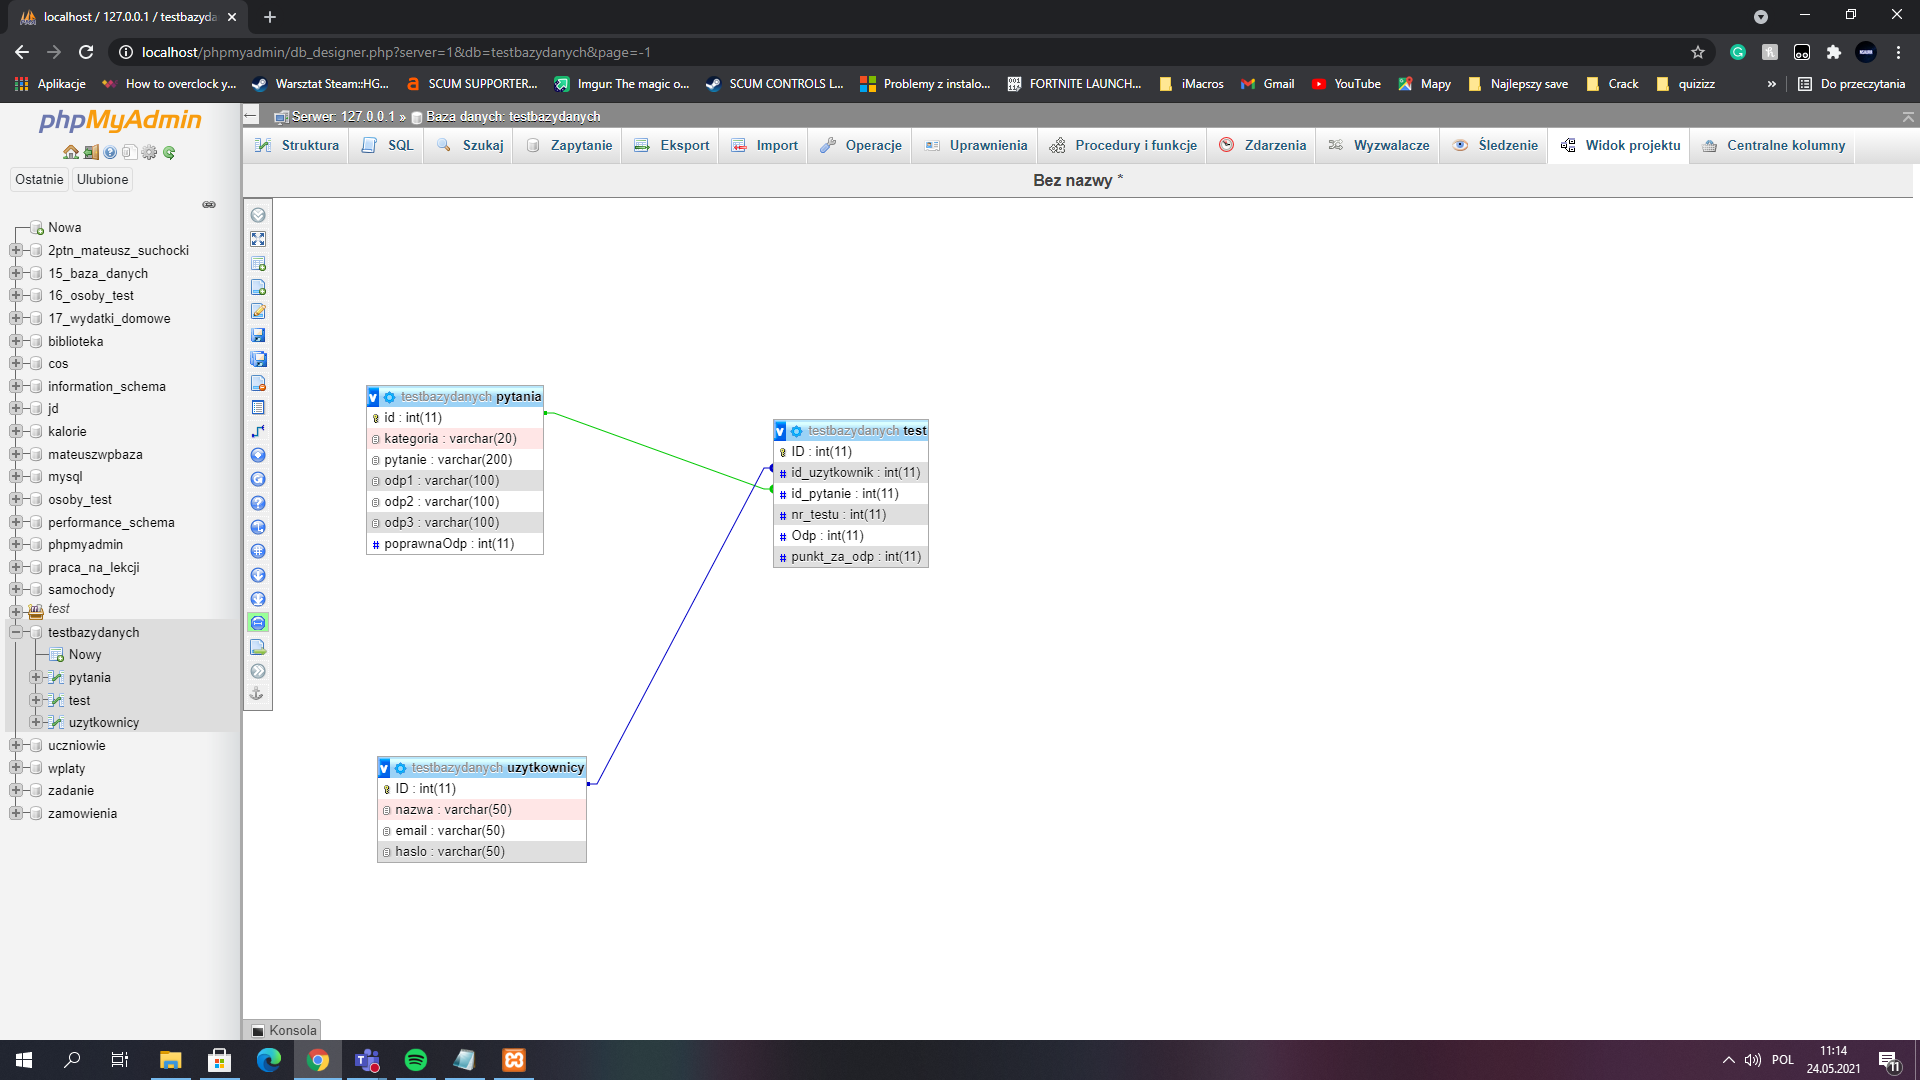 localhost / 127.0.0.1 / testbazyda
localhost/phpmyadmin/db_designer.php?server=1&db=testbazydanych&page=-1
Aplikacje
How to overclock y...
Warsztat Steam::HG...
SCUM SUPPORTER...
Imgur: The magic o...
SCUM CONTROLS L...
Problemy z instalo...
FORTNITE LAUNCH...
iMacros
Gmail
YouTube
Mapy
Najlepszy save
Crack
quizizz
»
Do przeczytania
phpMyAdmin
Ostatnie
Ulubione
Nowa
2ptn_mateusz_suchocki
15_baza_danych
16_osoby_test
17_wydatki_domowe
biblioteka
cos
information_schema
jd
kalorie
mateuszwpbaza
mysql
osoby_test
performance_schema
phpmyadmin
praca_na_lekcji
samochody
test
testbazydanych
Nowy
pytania
test
uzytkownicy
uczniowie
wplaty
zadanie
zamowienia
Serwer: 127.0.0.1 » Baza danych: testbazydanych
Struktura
SQL
Szukaj
Zapytanie
Eksport
Import
Operacje
Uprawnienia
Procedury i funkcje
Zdarzenia
Wyzwalacze
Śledzenie
Widok projektu
Centralne kolumny
Bez nazwy *
v testbazydanych pytania
id : int(11)
kategoria : varchar(20)
pytanie : varchar(200)
odp1 : varchar(100)
odp2 : varchar(100)
odp3 : varchar(100)
# poprawnaOdp : int(11)
v testbazydanych test
ID : int(11)
# id_uzytkownik : int(11)
# id_pytanie : int(11)
# nr_testu : int(11)
# Odp : int(11)
# punkt_za_odp : int(11)
v testbazydanych uzytkownicy
ID : int(11)
nazwa : varchar(50)
email : varchar(50)
haslo : varchar(50)
Konsola
POL
11:14
24.05.2021
11